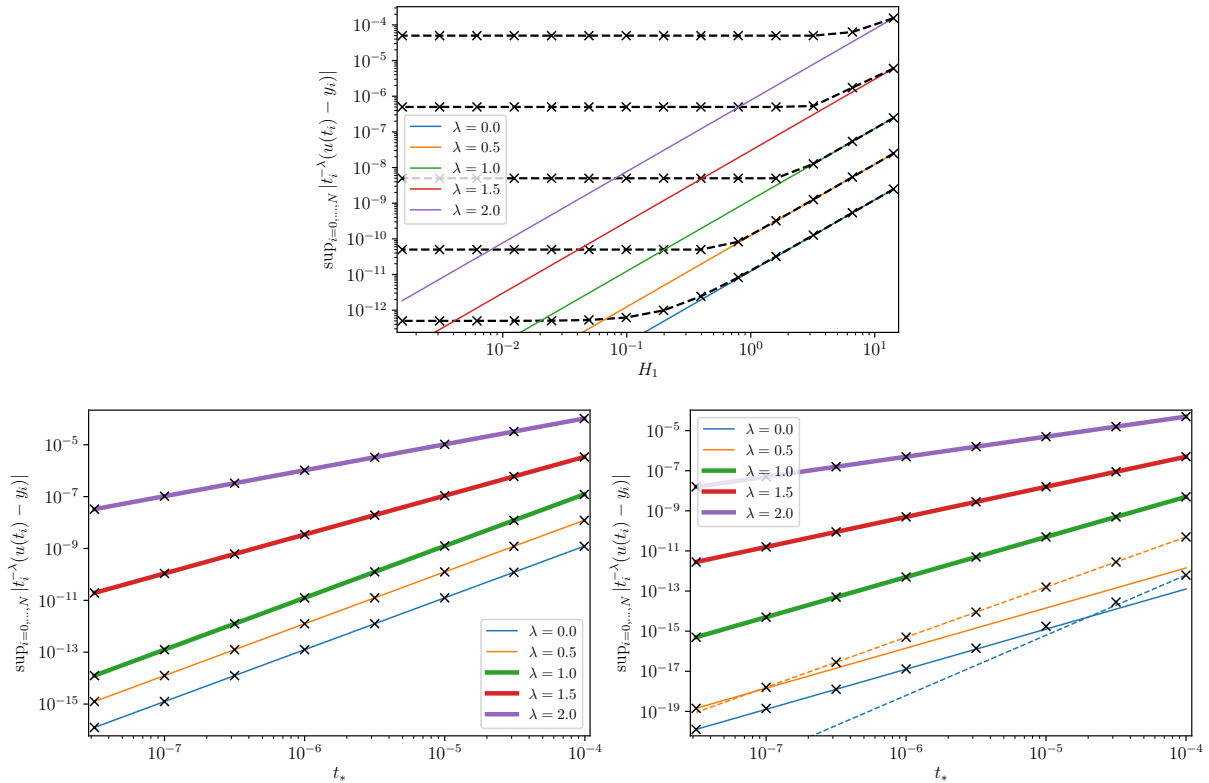 10⁻⁴
10⁻⁵
10⁻⁶
10⁻⁷
10⁻⁸
10⁻⁹
10⁻¹⁰
10⁻¹¹
10⁻¹²
sup_{i=0,...,N} |t_i^{-λ}(u(t_i) − y_i)|
λ = 0.0
λ = 0.5
λ = 1.0
λ = 1.5
λ = 2.0
10⁻² 10⁻¹ 10⁰ 10¹
H₁
10⁻⁵
10⁻⁷
10⁻⁹
10⁻¹¹
10⁻¹³
10⁻¹⁵
sup_{i=0,...,N} |t_i^{-λ}(u(t_i) − y_i)|
λ = 0.0
λ = 0.5
λ = 1.0
λ = 1.5
λ = 2.0
10⁻⁷ 10⁻⁶ 10⁻⁵ 10⁻⁴
t_*
10⁻⁵
10⁻⁷
10⁻⁹
10⁻¹¹
10⁻¹³
10⁻¹⁵
10⁻¹⁷
10⁻¹⁹
sup_{i=0,...,N} |t_i^{-λ}(u(t_i) − y_i)|
λ = 0.0
λ = 0.5
λ = 1.0
λ = 1.5
λ = 2.0
10⁻⁷ 10⁻⁶ 10⁻⁵ 10⁻⁴
t_*